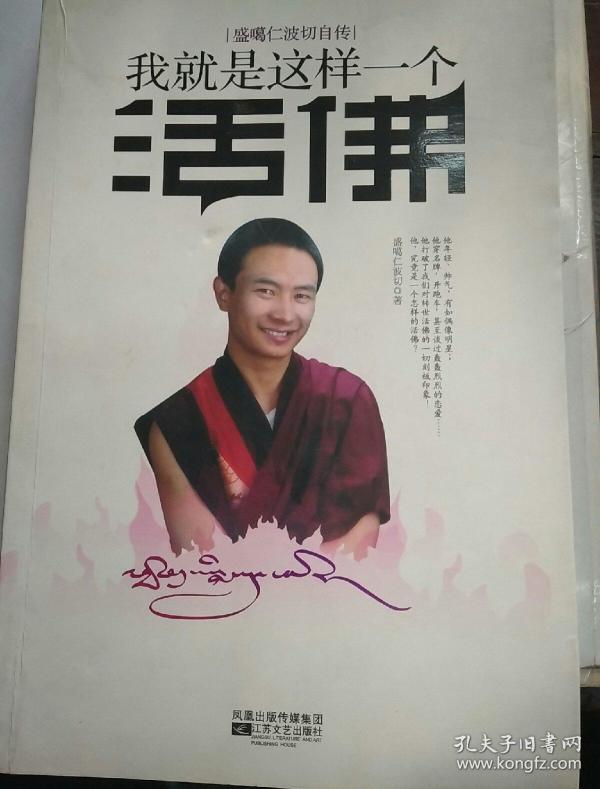 |盛噶仁波切自传|
我就是这样一个
活佛
他年轻、帅气，有如偶像明星；
他穿名牌，开跑车，甚至谈过轰轰烈烈的恋爱……
他打破了我们对转世活佛的一切刻板印象！
他，究竟是一个怎样的活佛？
盛噶仁波切◎著
凤凰出版传媒集团
江苏文艺出版社
JIANGSU LITERATURE AND ART
PUBLISHING HOUSE
孔夫子旧书网
www.kongfz.com